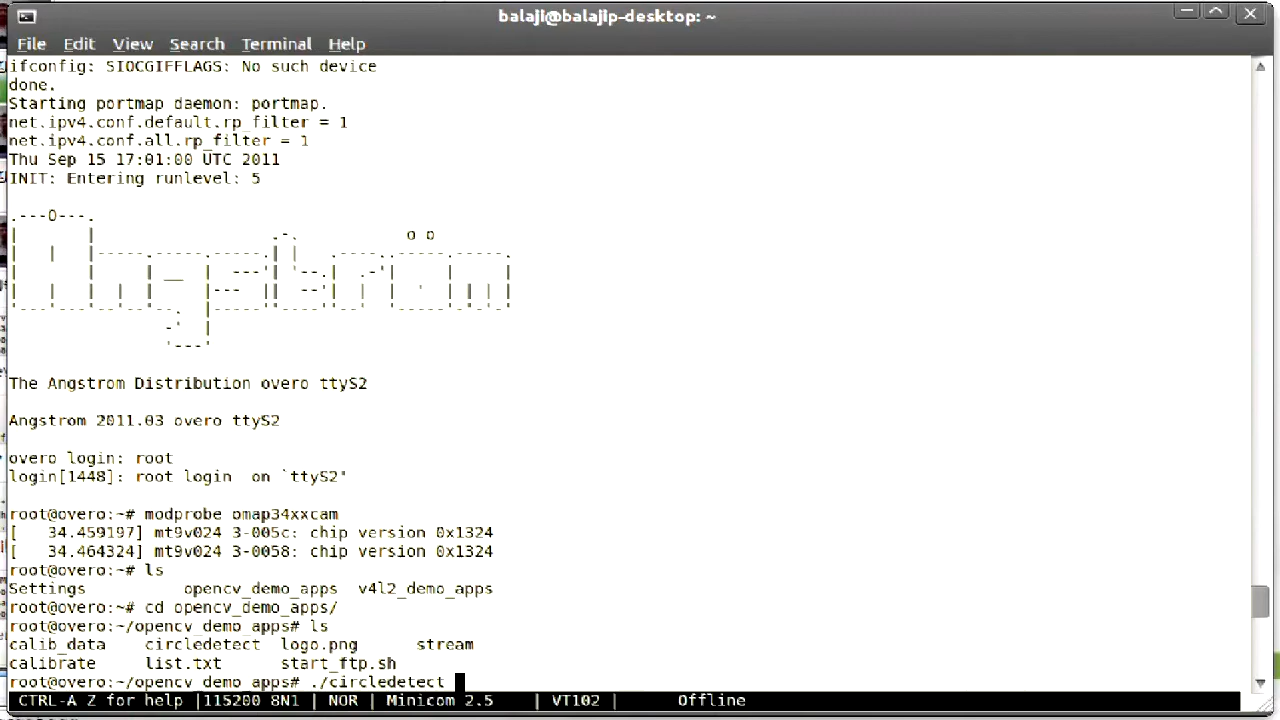 balaji@balajip-desktop: ~
File Edit View Search Terminal Help
ifconfig: SIOCGIFFLAGS: No such device
done.
Starting portmap daemon: portmap.
net.ipv4.conf.default.rp_filter = 1
net.ipv4.conf.all.rp_filter = 1
Thu Sep 15 17:01:00 UTC 2011
INIT: Entering runlevel: 5
Angström
The Angstrom Distribution overo ttyS2
Angstrom 2011.03 overo ttyS2
overo login: root
login[1448]: root login  on `ttyS2'
root@overo:~# modprobe omap34xxcam
[   34.459197] mt9v024 3-005c: chip version 0x1324
[   34.464324] mt9v024 3-0058: chip version 0x1324
root@overo:~# ls
Settings          opencv_demo_apps  v4l2_demo_apps
root@overo:~# cd opencv_demo_apps/
root@overo:~/opencv_demo_apps# ls
calib_data    circledetect  logo.png      stream
calibrate     list.txt      start_ftp.sh
root@overo:~/opencv_demo_apps# ./circledetect
CTRL-A Z for help |115200 8N1 | NOR | Minicom 2.5    | VT102 |      Offline